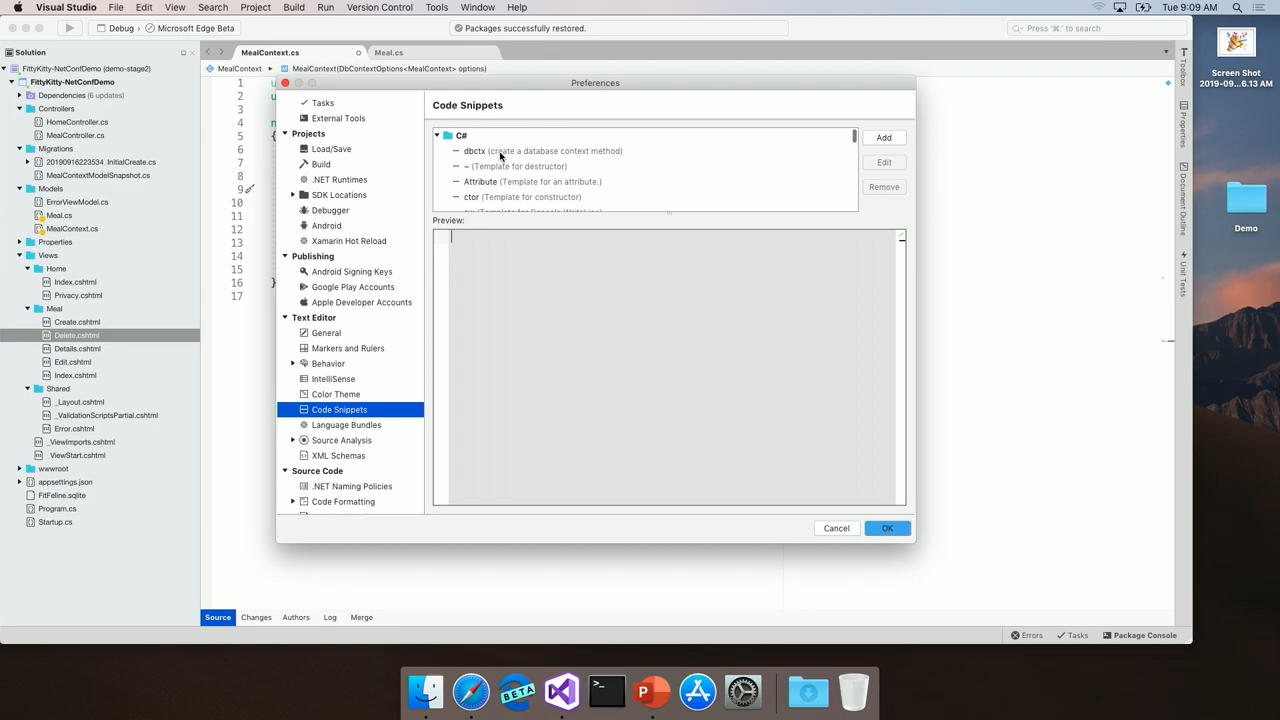 Visual Studio File Edit View Search Project Build Run Version Control Tools Window Help Tue 9:09 AM
Debug Microsoft Edge Beta Packages successfully restored. Press '⌘.' to search
Solution
MealContext.cs Meal.cs
MealContext MealContext(DbContextOptions<MealContext> options)
FittyKitty-NetConfDemo (demo-stage2)
FittyKitty-NetConfDemo
Dependencies (6 updates)
Controllers
HomeController.cs
MealController.cs
Migrations
20190916223534_InitialCreate.cs
MealContextModelSnapshot.cs
Models
ErrorViewModel.cs
Meal.cs
MealContext.cs
Properties
Views
Home
Index.cshtml
Privacy.cshtml
Meal
Create.cshtml
Delete.cshtml
Details.cshtml
Edit.cshtml
Index.cshtml
Shared
_Layout.cshtml
_ValidationScriptsPartial.cshtml
Error.cshtml
_ViewImports.cshtml
_ViewStart.cshtml
wwwroot
appsettings.json
FitFeline.sqlite
Program.cs
Startup.cs
1
2
3
4
5 {
6
7
8
9
10
11
12
13
14
15
16 }
17
Preferences
Tasks
External Tools
Projects
Load/Save
Build
.NET Runtimes
SDK Locations
Debugger
Android
Xamarin Hot Reload
Publishing
Android Signing Keys
Google Play Accounts
Apple Developer Accounts
Text Editor
General
Markers and Rulers
Behavior
IntelliSense
Color Theme
Code Snippets
Language Bundles
Source Analysis
XML Schemas
Source Code
.NET Naming Policies
Code Formatting
Code Snippets
C#
dbctx (create a database context method)
~ (Template for destructor)
Attribute (Template for an attribute.)
ctor (Template for constructor)
Add
Edit
Remove
Preview:
Cancel OK
Source Changes Authors Log Merge
Errors Tasks Package Console
Toolbox
Properties
Document Outline
Unit Tests
Screen Shot
2019-09...6.13 AM
Demo
BETA